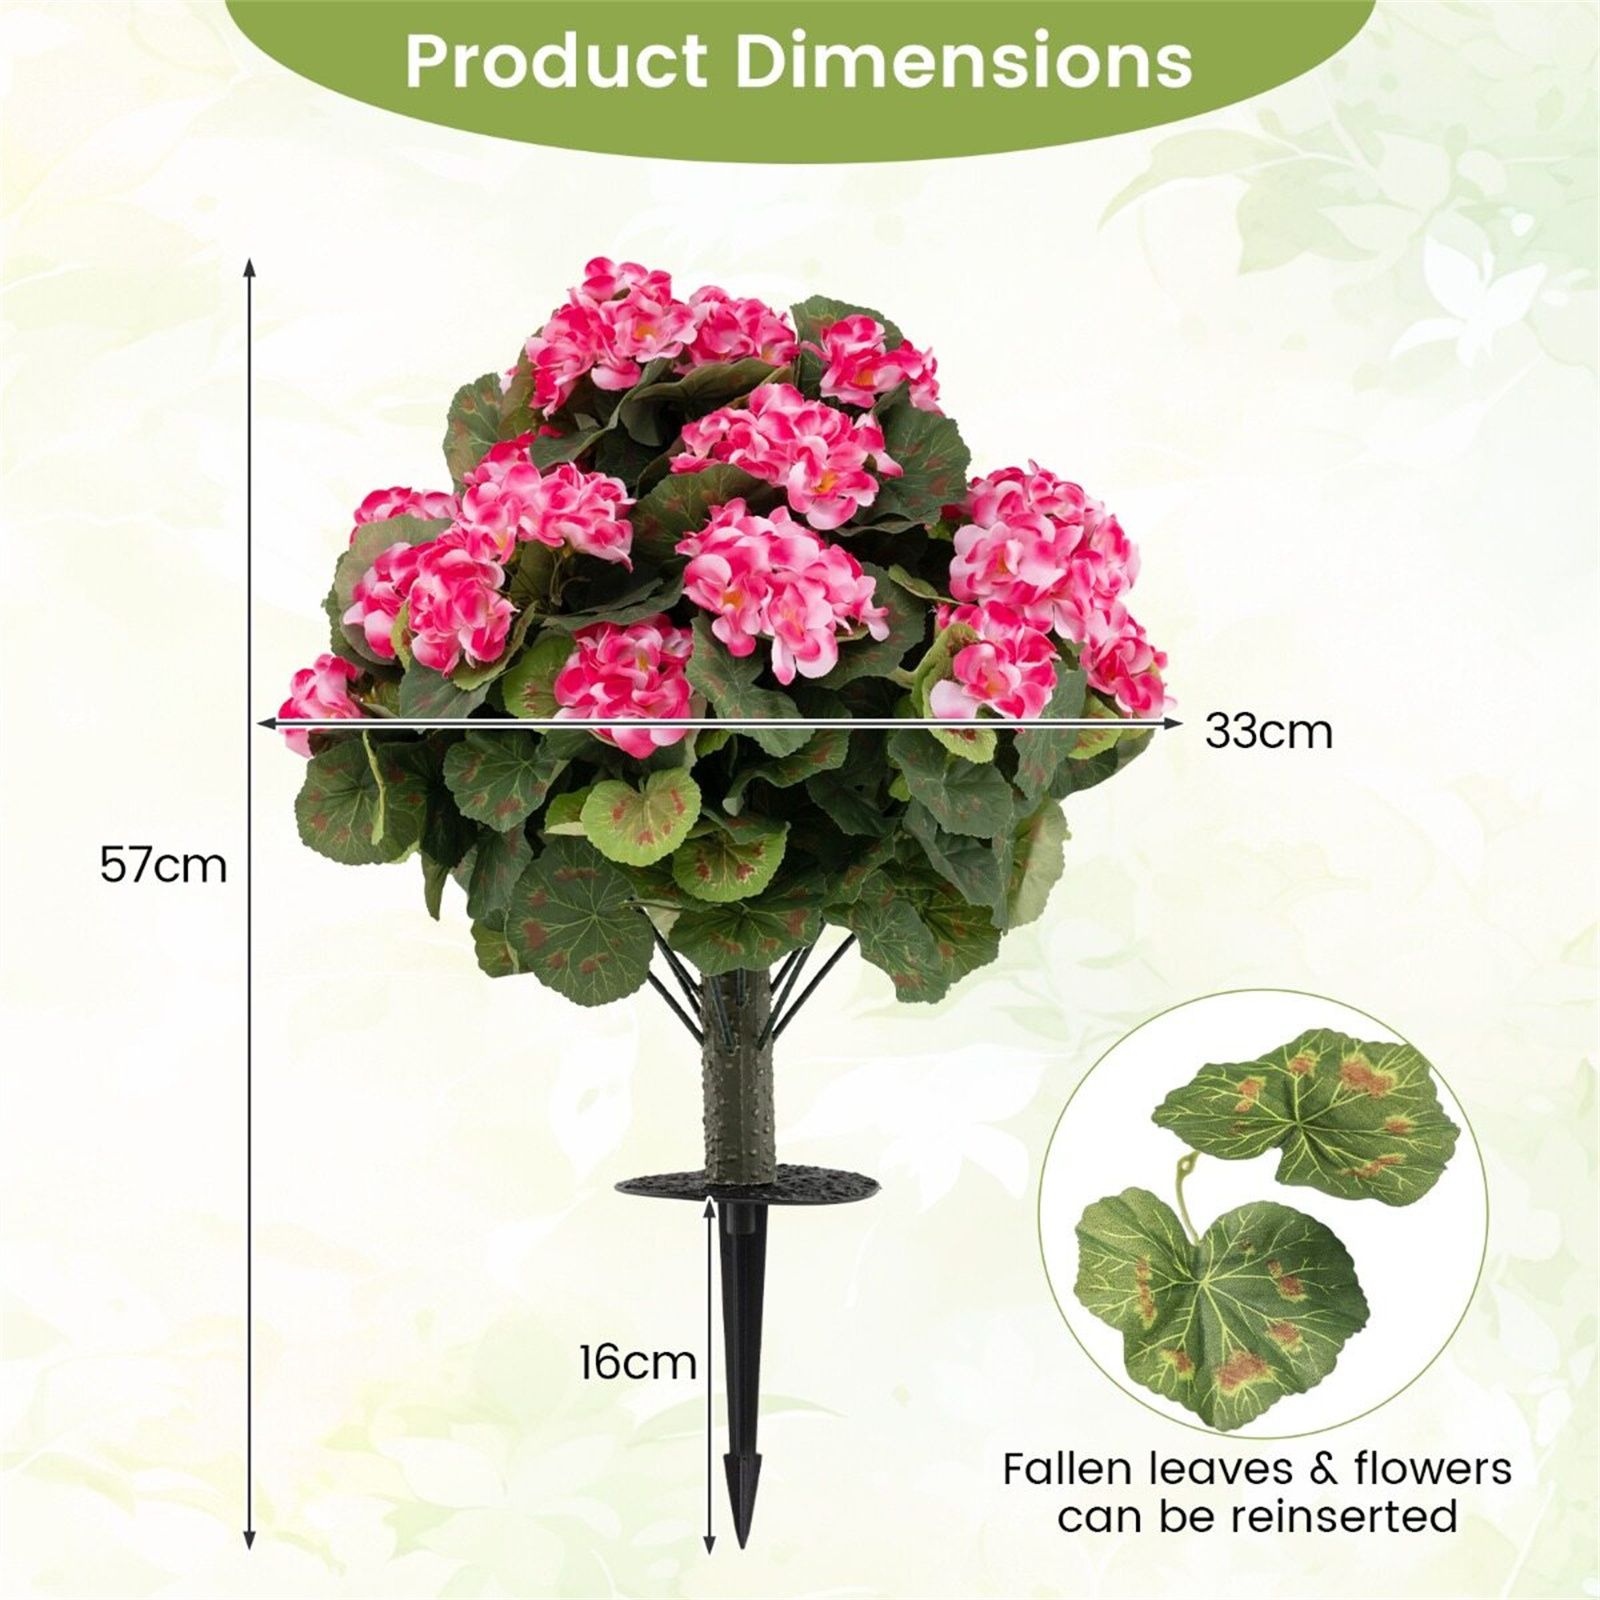 Product Dimensions
33cm
57cm
16cm
Fallen leaves & flowers
can be reinserted